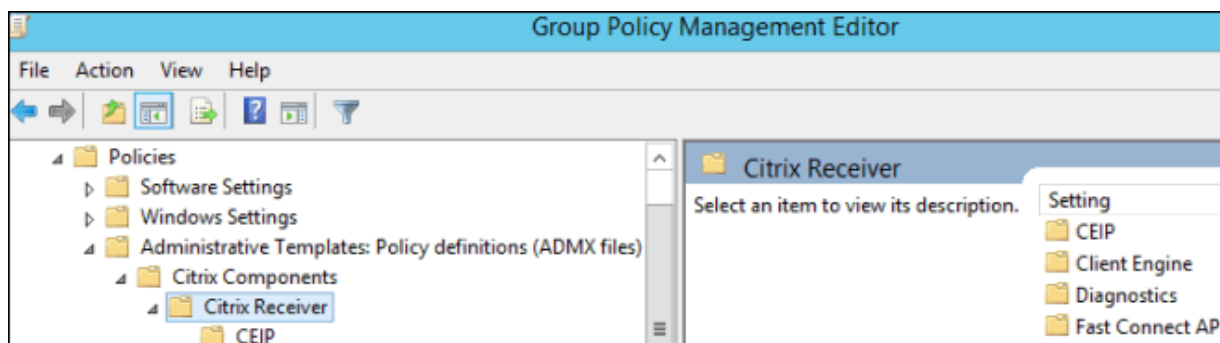 Group Policy Management Editor
File Action View Help
Policies
Software Settings
Windows Settings
Administrative Templates: Policy definitions (ADMX files)
Citrix Components
Citrix Receiver
CEIP
Citrix Receiver
Select an item to view its description.
Setting
CEIP
Client Engine
Diagnostics
Fast Connect AP